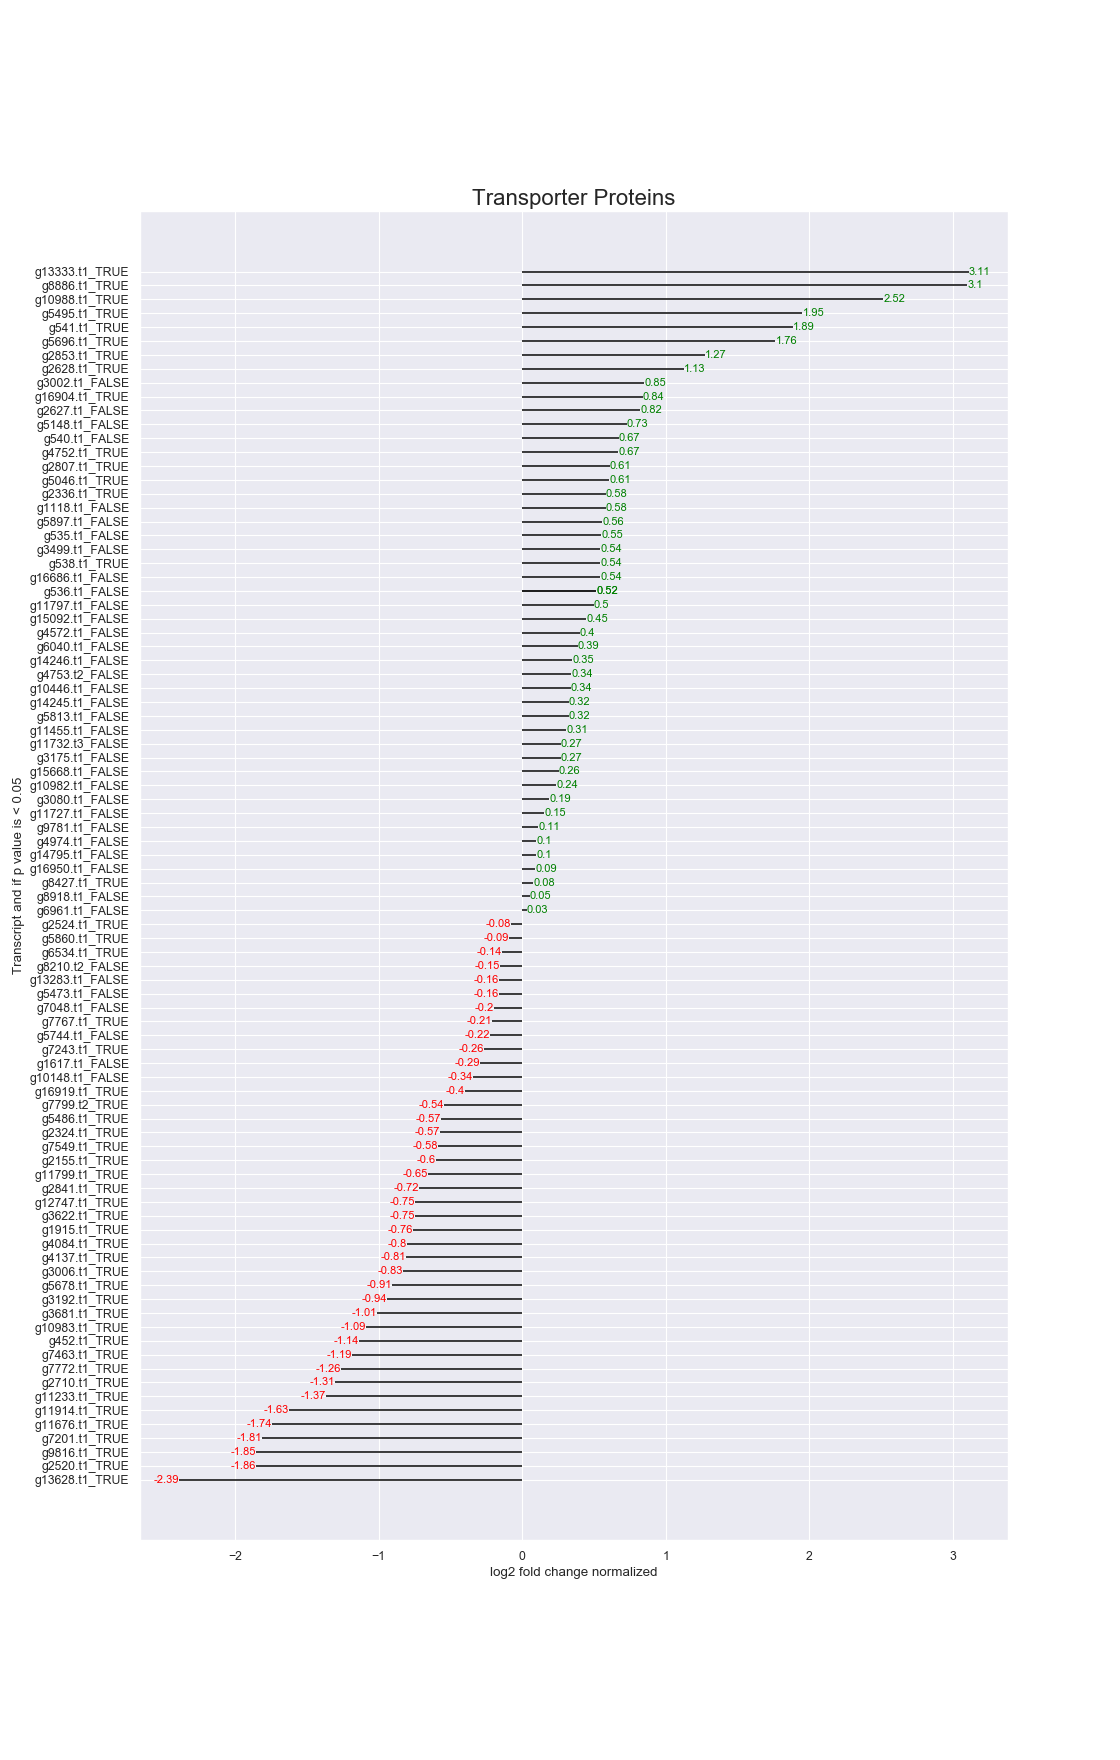 Transporter Proteins
g13333.t1_TRUE 3.11
g8886.t1_TRUE 3.1
g10988.t1_TRUE 2.52
g5495.t1_TRUE 1.95
g541.t1_TRUE 1.89
g5696.t1_TRUE 1.76
g2853.t1_TRUE 1.27
g2628.t1_TRUE 1.13
g3002.t1_FALSE 0.85
g16904.t1_TRUE 0.84
g2627.t1_FALSE 0.82
g5148.t1_FALSE 0.73
g540.t1_FALSE 0.67
g4752.t1_TRUE 0.67
g2807.t1_TRUE 0.61
g5046.t1_TRUE 0.61
g2336.t1_TRUE 0.58
g1118.t1_FALSE 0.58
g5897.t1_FALSE 0.56
g535.t1_FALSE 0.55
g3499.t1_FALSE 0.54
g538.t1_TRUE 0.54
g16686.t1_FALSE 0.54
g536.t1_FALSE 0.52
g11797.t1_FALSE 0.5
g15092.t1_FALSE 0.45
g4572.t1_FALSE 0.4
g6040.t1_FALSE 0.39
g14246.t1_FALSE 0.35
g4753.t2_FALSE 0.34
g10446.t1_FALSE 0.34
g14245.t1_FALSE 0.32
g5813.t1_FALSE 0.32
g11455.t1_FALSE 0.31
g11732.t3_FALSE 0.27
g3175.t1_FALSE 0.27
g15668.t1_FALSE 0.26
g10982.t1_FALSE 0.24
g3080.t1_FALSE 0.19
g11727.t1_FALSE 0.15
g9781.t1_FALSE 0.11
g4974.t1_FALSE 0.1
g14795.t1_FALSE 0.1
g16950.t1_FALSE 0.09
g8427.t1_TRUE 0.08
g8918.t1_FALSE 0.05
g6961.t1_FALSE 0.03
g2524.t1_TRUE -0.08
g5860.t1_TRUE -0.09
g6534.t1_TRUE -0.14
g8210.t2_FALSE -0.15
g13283.t1_FALSE -0.16
g5473.t1_FALSE -0.16
g7048.t1_FALSE -0.2
g7767.t1_TRUE -0.21
g5744.t1_FALSE -0.22
g7243.t1_TRUE -0.26
g1617.t1_FALSE -0.29
g10148.t1_FALSE -0.34
g16919.t1_TRUE -0.4
g7799.t2_TRUE -0.54
g5486.t1_TRUE -0.57
g2324.t1_TRUE -0.57
g7549.t1_TRUE -0.58
g2155.t1_TRUE -0.6
g11799.t1_TRUE -0.65
g2841.t1_TRUE -0.72
g12747.t1_TRUE -0.75
g3622.t1_TRUE -0.75
g1915.t1_TRUE -0.76
g4084.t1_TRUE -0.8
g4137.t1_TRUE -0.81
g3006.t1_TRUE -0.83
g5678.t1_TRUE -0.91
g3192.t1_TRUE -0.94
g3681.t1_TRUE -1.01
g10983.t1_TRUE -1.09
g452.t1_TRUE -1.14
g7463.t1_TRUE -1.19
g7772.t1_TRUE -1.26
g2710.t1_TRUE -1.31
g11233.t1_TRUE -1.37
g11914.t1_TRUE -1.63
g11676.t1_TRUE -1.74
g7201.t1_TRUE -1.81
g9816.t1_TRUE -1.85
g2520.t1_TRUE -1.86
g13628.t1_TRUE -2.39
Transcript and if p value is < 0.05
−2 −1 0 1 2 3
log2 fold change normalized